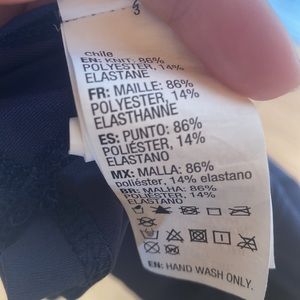 chile
EN: KNIT: 86%
POLYESTER, 14%
ELASTANE
FR: MAILLE: 86%
POLYESTER, 14%
ELASTHANNE
ES: PUNTO: 86%
POLIÉSTER, 14%
ELASTANO
MX: MALLA: 86%
poliéster, 14% elastano
BR: MALHA: 86%
POLIÉSTER, 14%
ELASTANO
EN: HAND WASH ONLY.